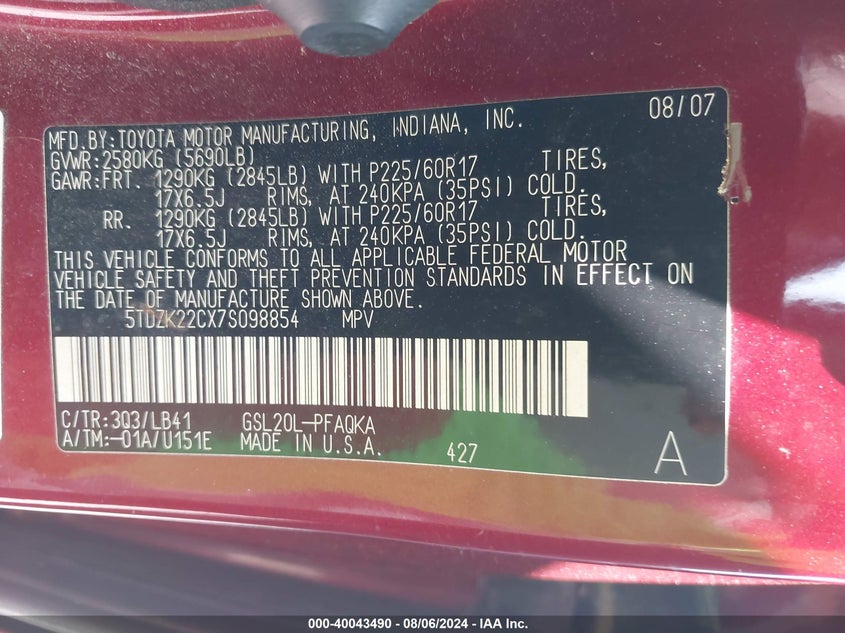 08/07
MFD.BY:TOYOTA MOTOR MANUFACTURING, INDIANA, INC.
GVWR:2580KG (5690LB)
GAWR:FRT. 1290KG (2845LB) WITH P225/60R17 TIRES,
17X6.5J RIMS, AT 240KPA (35PSI) COLD.
RR. 1290KG (2845LB) WITH P225/60R17 TIRES,
17X6.5J RIMS, AT 240KPA (35PSI) COLD.
THIS VEHICLE CONFORMS TO ALL APPLICABLE FEDERAL MOTOR
VEHICLE SAFETY AND THEFT PREVENTION STANDARDS IN EFFECT ON
THE DATE OF MANUFACTURE SHOWN ABOVE.
5TDZK22CX7S098854 MPV
C/TR:3Q3/LB41 GSL20L-PFAQKA
A/TM:-01A/U151E MADE IN U.S.A. 427 A
000-40043490 - 08/06/2024 - IAA Inc.